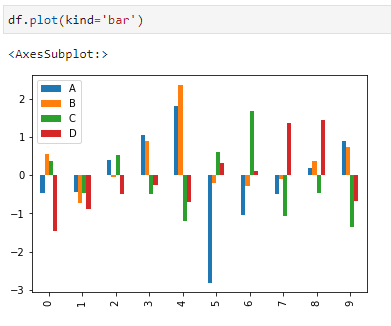 df.plot(kind='bar')
<AxesSubplot:>
A
B
C
D
2
1
0
−1
−2
−3
0 1 2 3 4 5 6 7 8 9